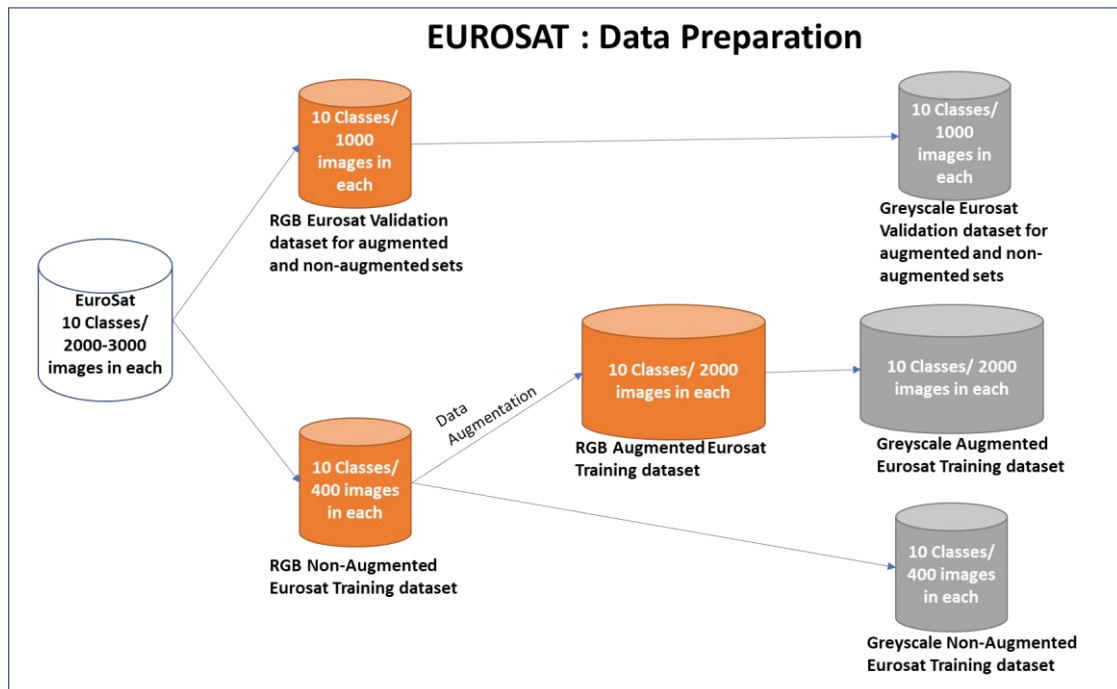 EUROSAT : Data Preparation
10 Classes/
1000
images in
each
RGB Eurosat Validation
dataset for augmented
and non-augmented sets
10 Classes/
1000
images in
each
Greyscale Eurosat
Validation dataset for
augmented and non-
augmented sets
EuroSat
10 Classes/
2000-3000
images in each
Data
Augmentation
10 Classes/ 2000
images in each
RGB Augmented Eurosat
Training dataset
10 Classes/ 2000
images in each
Greyscale Augmented
Eurosat Training dataset
10 Classes/
400 images
in each
RGB Non-Augmented
Eurosat Training dataset
10 Classes/
400 images
in each
Greyscale Non-Augmented
Eurosat Training dataset